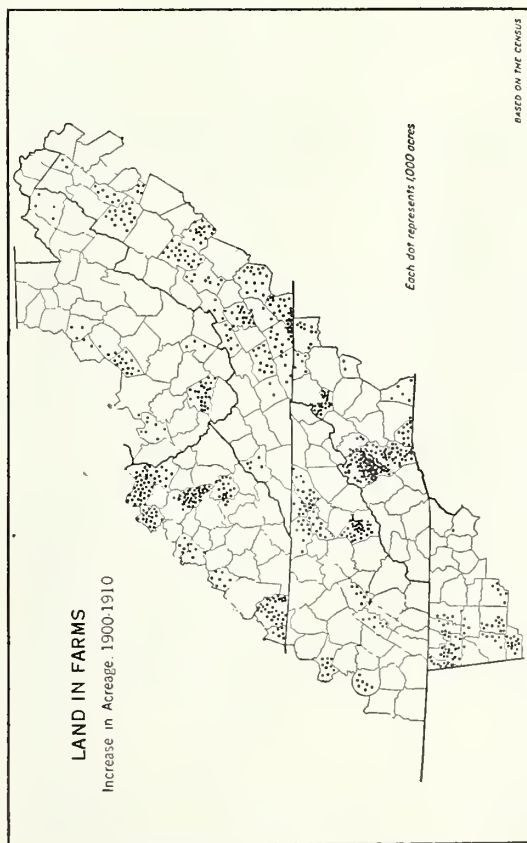 LAND IN FARMS
Increase in Acreage, 1900-1910
Each dot represents 1,000 acres
BASED ON THE CENSUS